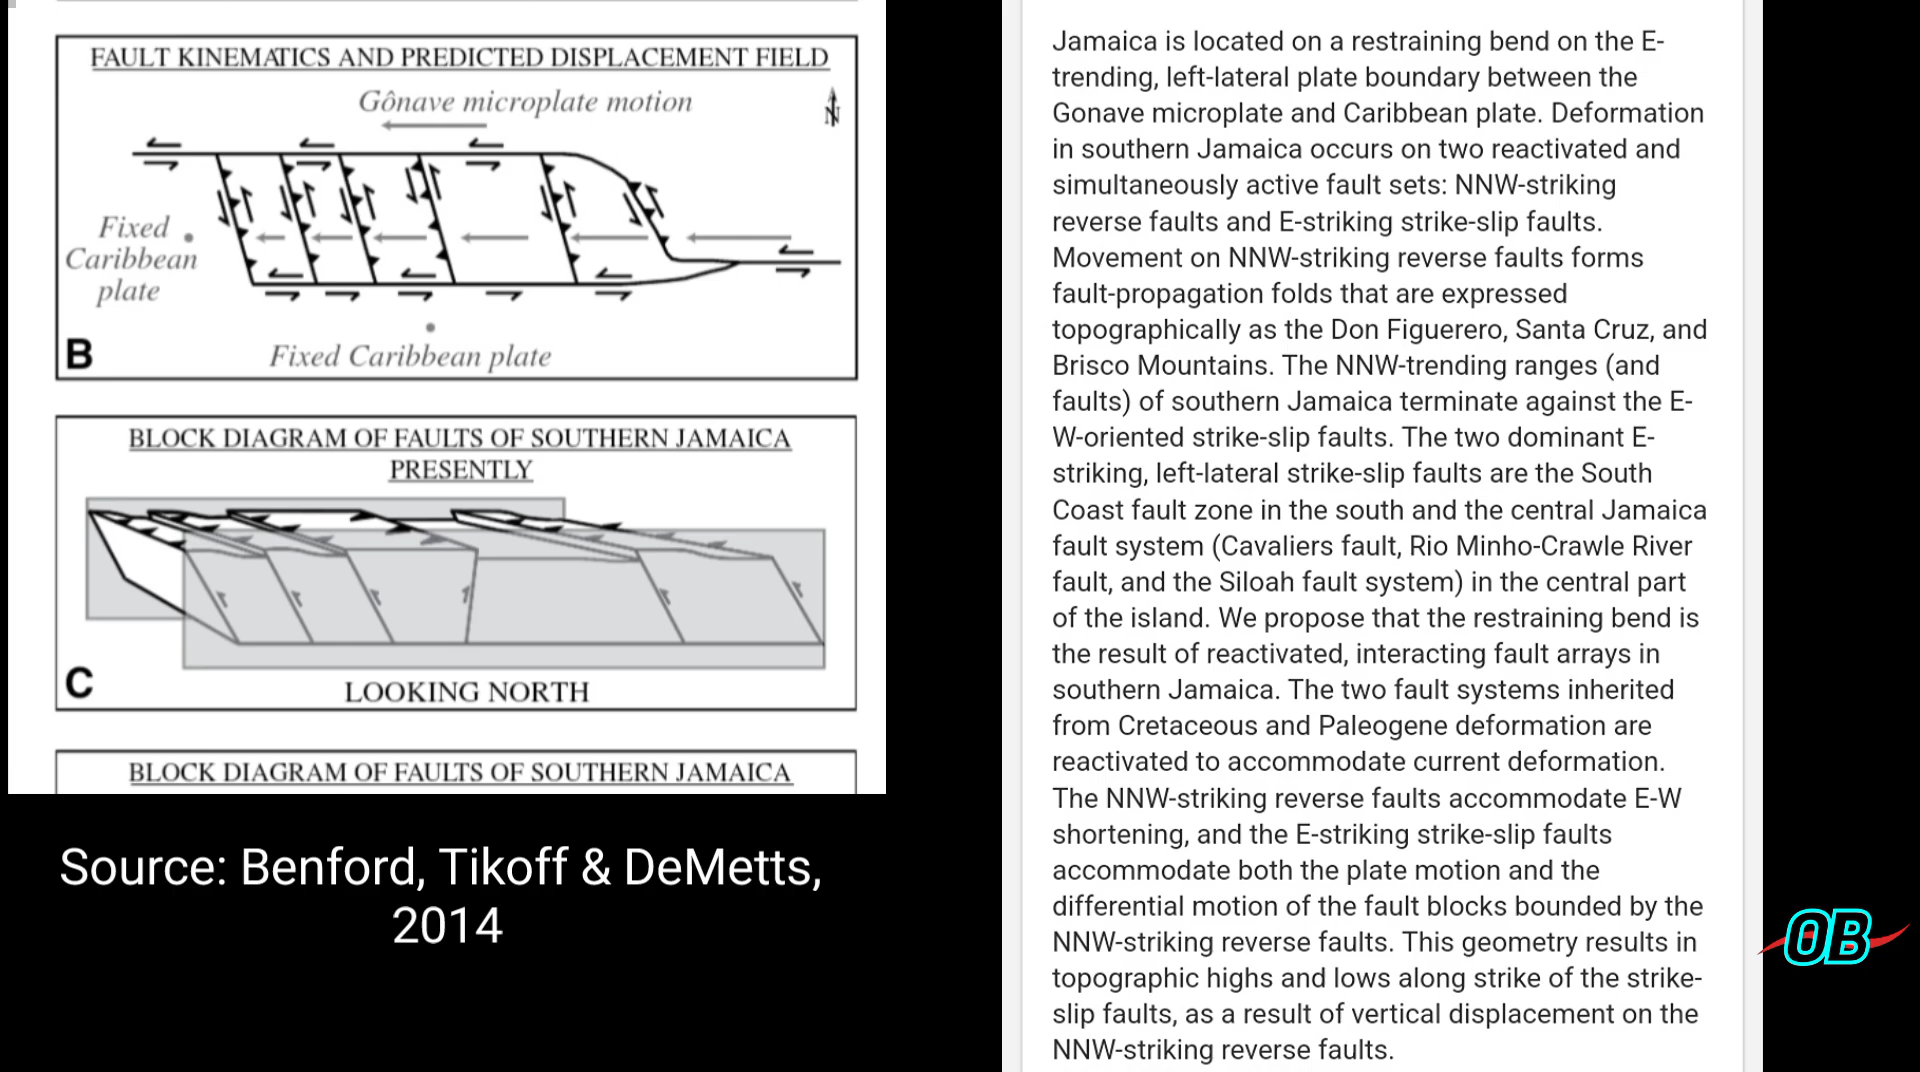 FAULT KINEMATICS AND PREDICTED DISPLACEMENT FIELD
Gônave microplate motion
N
Fixed
Caribbean
plate
B
Fixed Caribbean plate
BLOCK DIAGRAM OF FAULTS OF SOUTHERN JAMAICA
PRESENTLY
C
LOOKING NORTH
BLOCK DIAGRAM OF FAULTS OF SOUTHERN JAMAICA
Source: Benford, Tikoff & DeMetts,
2014
Jamaica is located on a restraining bend on the E-
trending, left-lateral plate boundary between the
Gonave microplate and Caribbean plate. Deformation
in southern Jamaica occurs on two reactivated and
simultaneously active fault sets: NNW-striking
reverse faults and E-striking strike-slip faults.
Movement on NNW-striking reverse faults forms
fault-propagation folds that are expressed
topographically as the Don Figuerero, Santa Cruz, and
Brisco Mountains. The NNW-trending ranges (and
faults) of southern Jamaica terminate against the E-
W-oriented strike-slip faults. The two dominant E-
striking, left-lateral strike-slip faults are the South
Coast fault zone in the south and the central Jamaica
fault system (Cavaliers fault, Rio Minho-Crawle River
fault, and the Siloah fault system) in the central part
of the island. We propose that the restraining bend is
the result of reactivated, interacting fault arrays in
southern Jamaica. The two fault systems inherited
from Cretaceous and Paleogene deformation are
reactivated to accommodate current deformation.
The NNW-striking reverse faults accommodate E-W
shortening, and the E-striking strike-slip faults
accommodate both the plate motion and the
differential motion of the fault blocks bounded by the
NNW-striking reverse faults. This geometry results in
topographic highs and lows along strike of the strike-
slip faults, as a result of vertical displacement on the
NNW-striking reverse faults.
OB